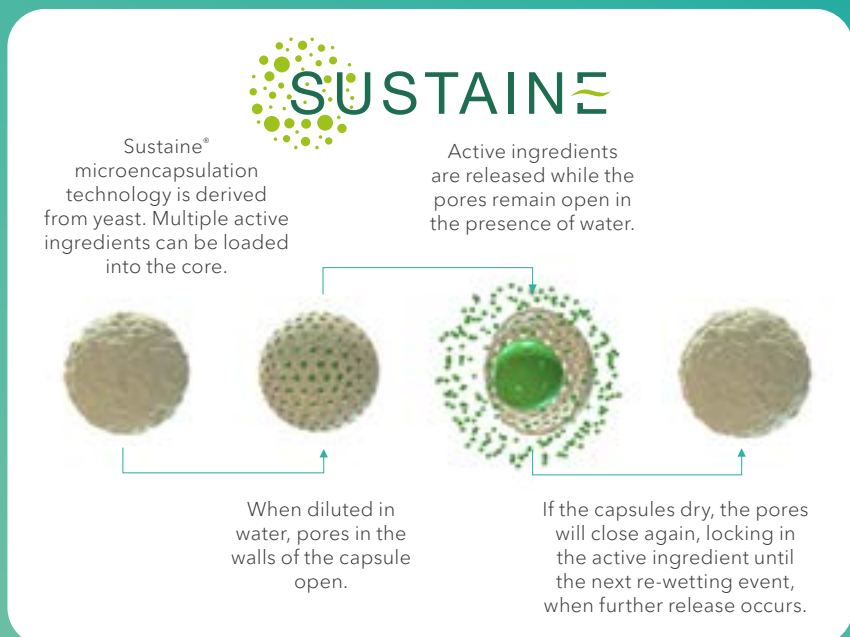 SUSTAINE
Sustaine®
microencapsulation
technology is derived
from yeast. Multiple active
ingredients can be loaded
into the core.
Active ingredients
are released while the
pores remain open in
the presence of water.
When diluted in
water, pores in the
walls of the capsule
open.
If the capsules dry, the pores
will close again, locking in
the active ingredient until
the next re-wetting event,
when further release occurs.